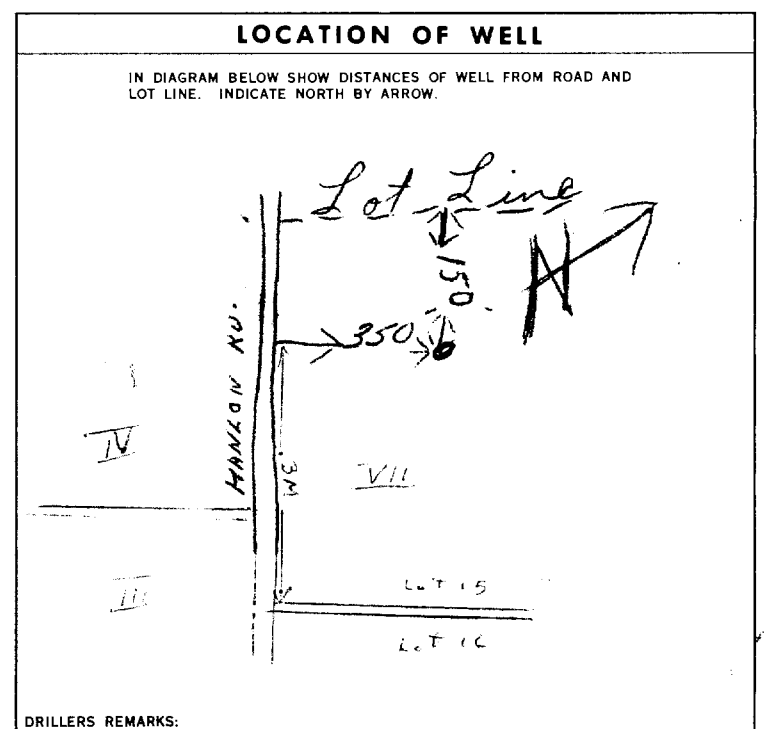 LOCATION OF WELL
IN DIAGRAM BELOW SHOW DISTANCES OF WELL FROM ROAD AND
LOT LINE. INDICATE NORTH BY ARROW.
Lot Line
150
N
350
HANLON RD.
IV
.3M
VII
III
Lot 15
Lot 16
DRILLERS REMARKS: